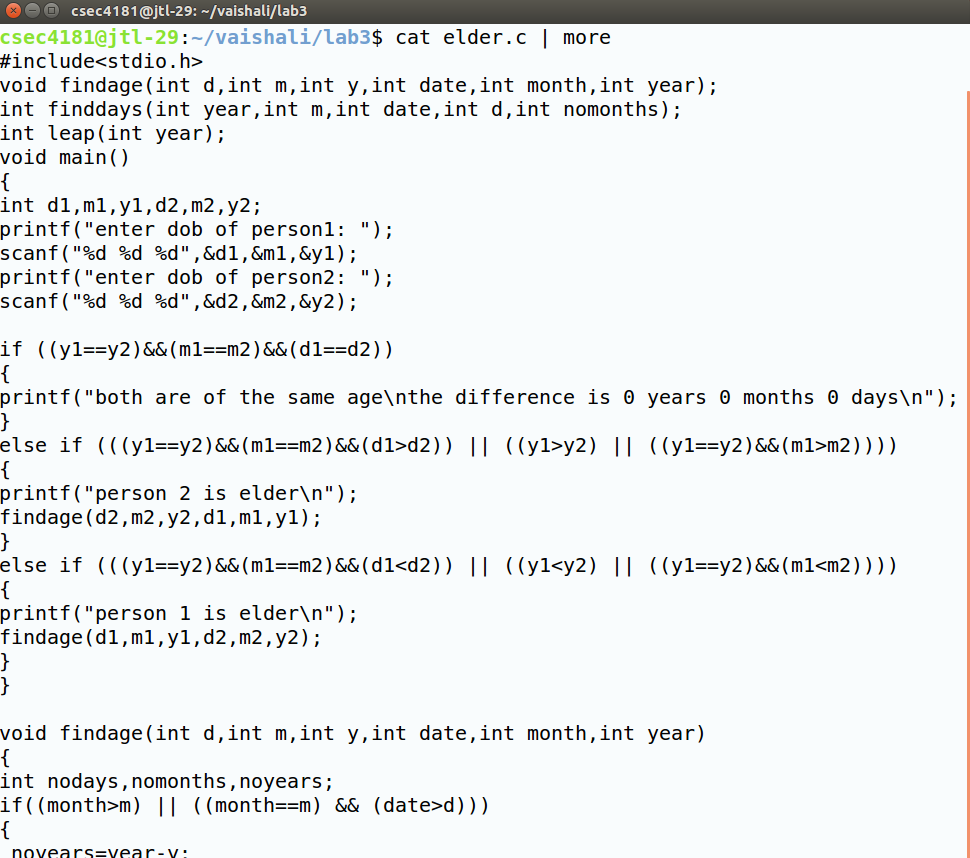 csec4181@jtl-29: ~/vaishali/lab3
csec4181@jtl-29:~/vaishali/lab3$ cat elder.c | more
#include<stdio.h>
void findage(int d,int m,int y,int date,int month,int year);
int finddays(int year,int m,int date,int d,int nomonths);
int leap(int year);
void main()
{
int d1,m1,y1,d2,m2,y2;
printf("enter dob of person1: ");
scanf("%d %d %d",&d1,&m1,&y1);
printf("enter dob of person2: ");
scanf("%d %d %d",&d2,&m2,&y2);

if ((y1==y2)&&(m1==m2)&&(d1==d2))
{
printf("both are of the same age\nthe difference is 0 years 0 months 0 days\n");
}
else if (((y1==y2)&&(m1==m2)&&(d1>d2)) || ((y1>y2) || ((y1==y2)&&(m1>m2))))
{
printf("person 2 is elder\n");
findage(d2,m2,y2,d1,m1,y1);
}
else if (((y1==y2)&&(m1==m2)&&(d1<d2)) || ((y1<y2) || ((y1==y2)&&(m1<m2))))
{
printf("person 1 is elder\n");
findage(d1,m1,y1,d2,m2,y2);
}
}

void findage(int d,int m,int y,int date,int month,int year)
{
int nodays,nomonths,noyears;
if((month>m) || ((month==m) && (date>d)))
{
 noyears=year-y;